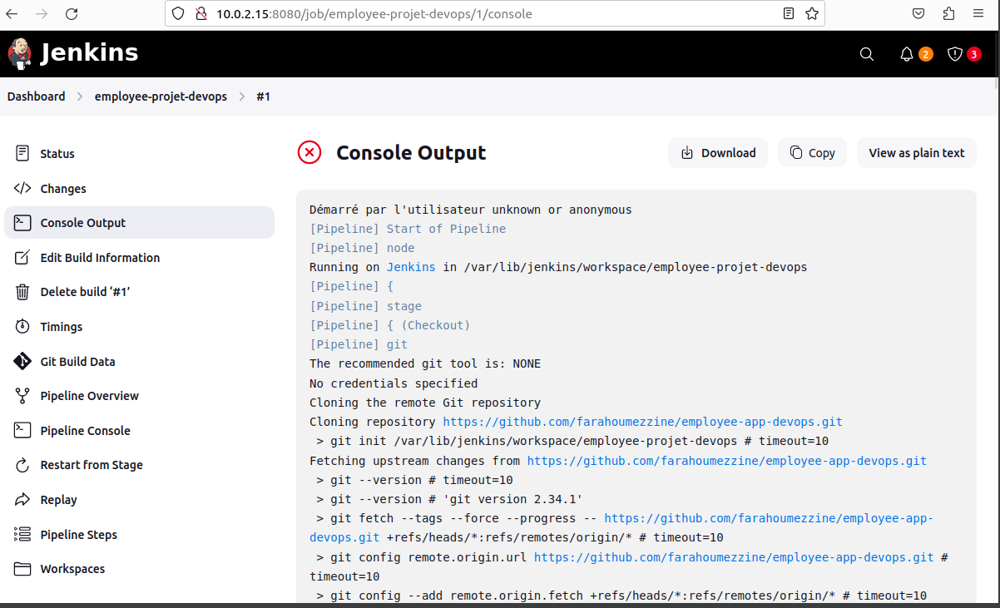 10.0.2.15:8080/job/employee-projet-devops/1/console
Jenkins
2
3
Dashboard
employee-projet-devops
#1
Status
Changes
Console Output
Edit Build Information
Delete build ‘#1’
Timings
Git Build Data
Pipeline Overview
Pipeline Console
Restart from Stage
Replay
Pipeline Steps
Workspaces
Console Output
Download
Copy
View as plain text
Démarré par l'utilisateur unknown or anonymous
[Pipeline] Start of Pipeline
[Pipeline] node
Running on Jenkins in /var/lib/jenkins/workspace/employee-projet-devops
[Pipeline] {
[Pipeline] stage
[Pipeline] { (Checkout)
[Pipeline] git
The recommended git tool is: NONE
No credentials specified
Cloning the remote Git repository
Cloning repository https://github.com/farahoumezzine/employee-app-devops.git
> git init /var/lib/jenkins/workspace/employee-projet-devops # timeout=10
Fetching upstream changes from https://github.com/farahoumezzine/employee-app-devops.git
> git --version # timeout=10
> git --version # 'git version 2.34.1'
> git fetch --tags --force --progress -- https://github.com/farahoumezzine/employee-app-
devops.git +refs/heads/*:refs/remotes/origin/* # timeout=10
> git config remote.origin.url https://github.com/farahoumezzine/employee-app-devops.git #
timeout=10
> git config --add remote.origin.fetch +refs/heads/*:refs/remotes/origin/* # timeout=10